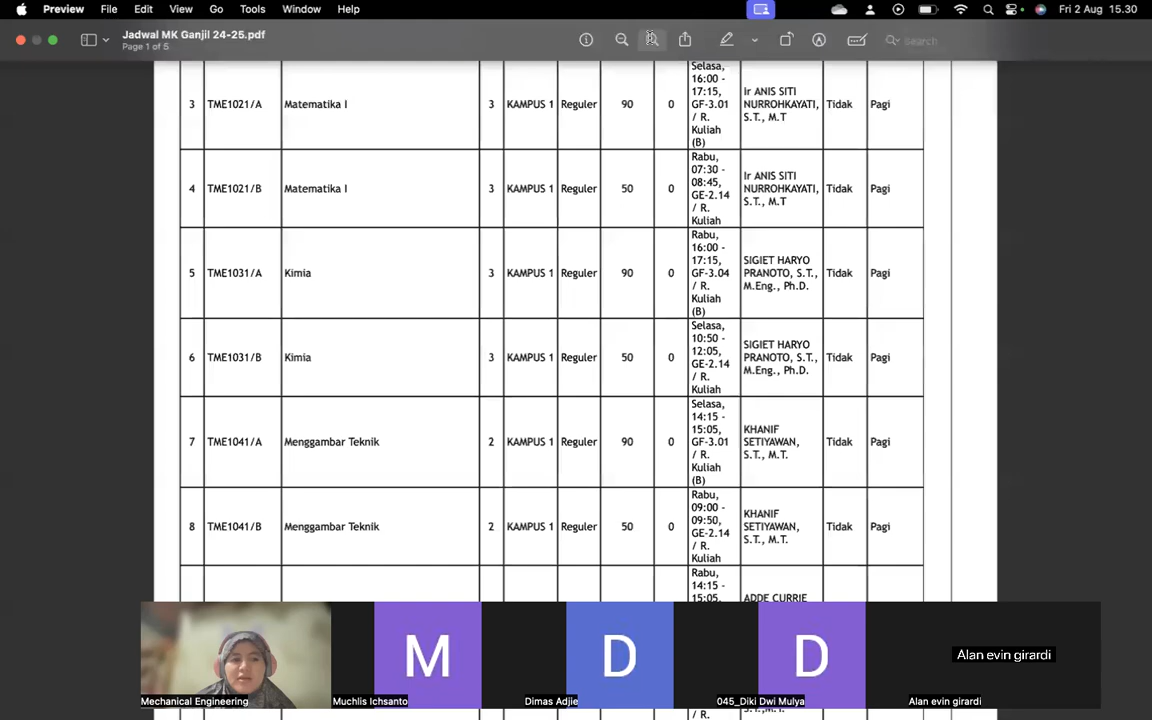 Preview File Edit View Go Tools Window Help Fri 2 Aug 15.30
Jadwal MK Ganjil 24-25.pdf
Page 1 of 5
Search
3 TME1021/A Matematika I 3 KAMPUS 1 Reguler 90 0 Selasa, 16:00 - 17:15, GF-3.01 / R. Kuliah (B) Ir ANIS SITI NURROHKAYATI, S.T., M.T Tidak Pagi
4 TME1021/B Matematika I 3 KAMPUS 1 Reguler 50 0 Rabu, 07:30 - 08:45, GE-2.14 / R. Kuliah Ir ANIS SITI NURROHKAYATI, S.T., M.T Tidak Pagi
5 TME1031/A Kimia 3 KAMPUS 1 Reguler 90 0 Rabu, 16:00 - 17:15, GF-3.04 / R. Kuliah (B) SIGIET HARYO PRANOTO, S.T., M.Eng., Ph.D. Tidak Pagi
6 TME1031/B Kimia 3 KAMPUS 1 Reguler 50 0 Selasa, 10:50 - 12:05, GE-2.14 / R. Kuliah SIGIET HARYO PRANOTO, S.T., M.Eng., Ph.D. Tidak Pagi
7 TME1041/A Menggambar Teknik 2 KAMPUS 1 Reguler 90 0 Selasa, 14:15 - 15:05, GF-3.01 / R. Kuliah (B) KHANIF SETIYAWAN, S.T., M.T. Tidak Pagi
8 TME1041/B Menggambar Teknik 2 KAMPUS 1 Reguler 50 0 Rabu, 09:00 - 09:50, GE-2.14 / R. Kuliah KHANIF SETIYAWAN, S.T., M.T. Tidak Pagi
Rabu, 14:15 - 15:05, ADDE CURRIE
M D D Alan evin girardi
Mechanical Engineering Muchlis Ichsanto Dimas Adjie 045_Diki Dwi Mulya Alan evin girardi
/ R.